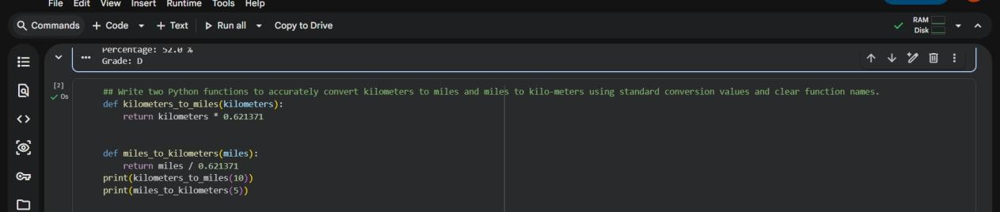 File Edit View Insert Runtime Tools Help
Commands + Code + Text Run all Copy to Drive
RAM
Disk
Percentage: 52.0 %
Grade: D
[2]
0s
## Write two Python functions to accurately convert kilometers to miles and miles to kilo-meters using standard conversion values and clear function names.
def kilometers_to_miles(kilometers):
    return kilometers * 0.621371
def miles_to_kilometers(miles):
    return miles / 0.621371
print(kilometers_to_miles(10))
print(miles_to_kilometers(5))